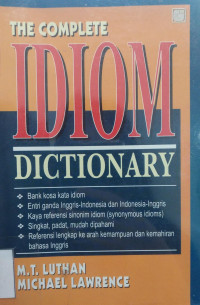 THE COMPLETE
IDIOM
DICTIONARY
❖ Bank kosa kata idiom
❖ Entri ganda Inggris-Indonesia dan Indonesia-Inggris
❖ Kaya referensi sinonim idiom (synonymous idioms)
❖ Singkat, padat, mudah dipahami
❖ Referensi lengkap ke arah kemampuan dan kemahiran
bahasa Inggris
M.T. LUTHAN
MICHAEL LAWRENCE